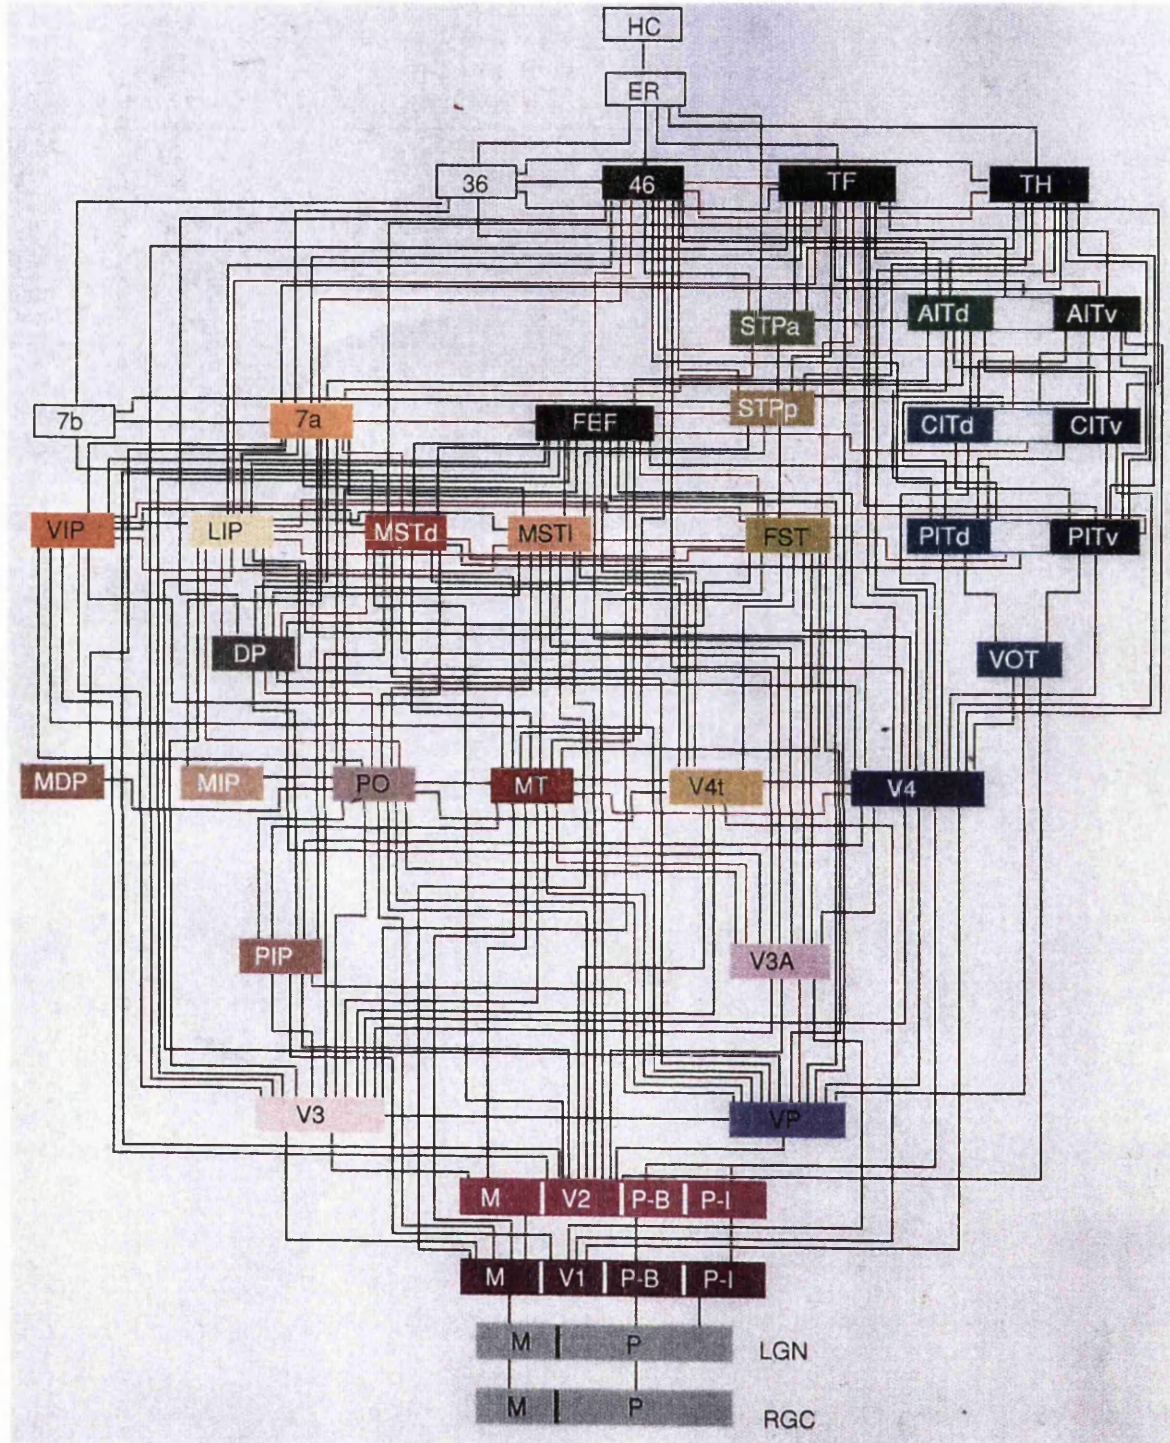 HC
ER
36 46 TF TH
STPa AITd AITv
7b 7a FEF STPp CITd CITv
VIP LIP MSTd MSTl FST PITd PITv
DP VOT
MDP MIP PO MT V4t V4
PIP V3A
V3 VP
M V2 P-B P-I
M V1 P-B P-I
M P LGN
M P RGC